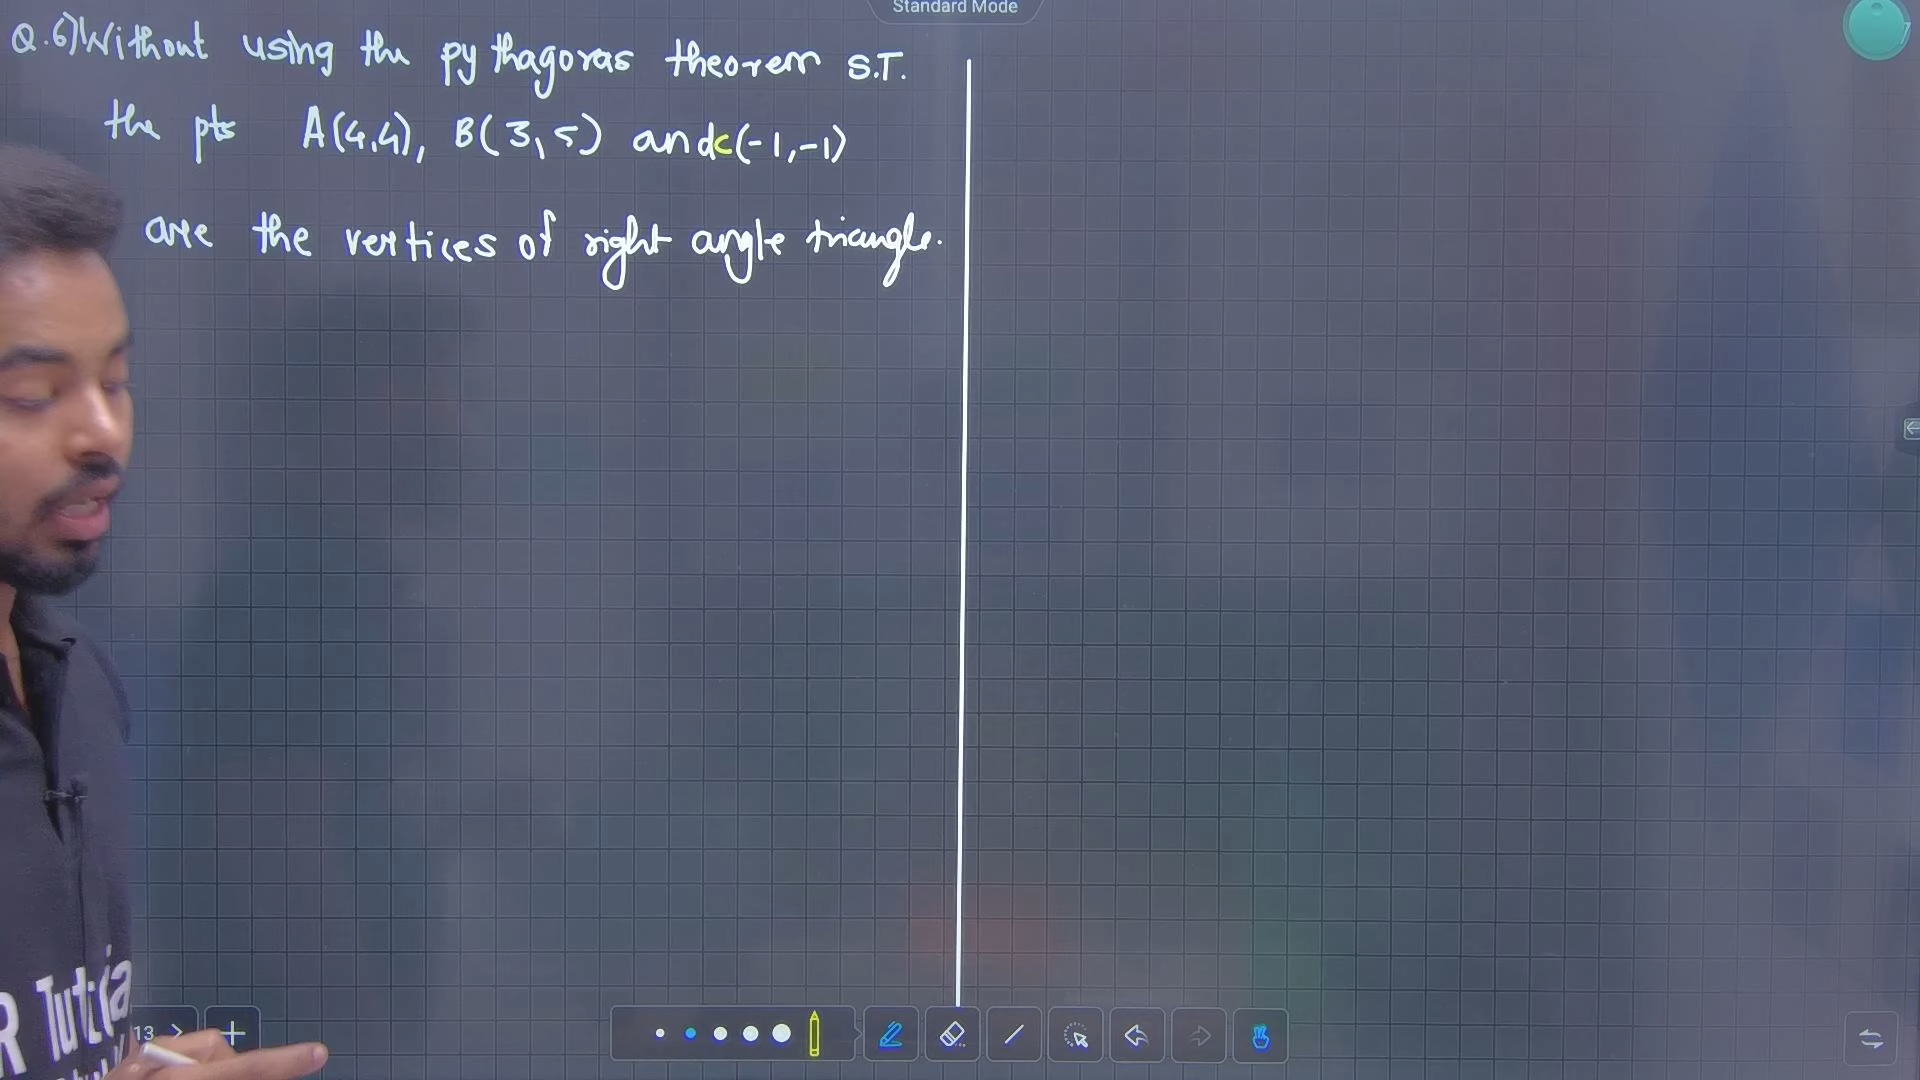 Standard Mode
Q.6) Without using the pythagoras theorem S.T.
the pts A(4,4), B(3,5) and c(-1,-1)
are the vertices of right angle triangle.
R Tutoria
13